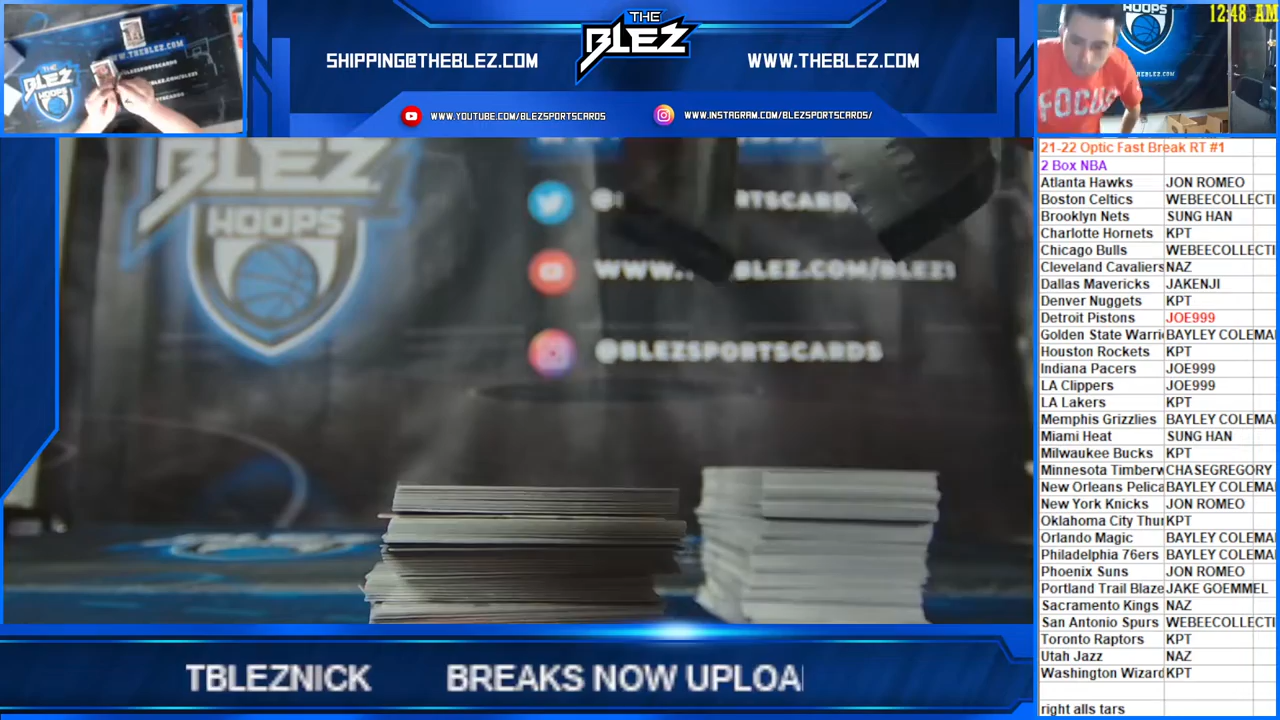 THE
BLEZ
SHIPPING@THEBLEZ.COM
WWW.THEBLEZ.COM
WWW.YOUTUBE.COM/BLEZSPORTSCARDS
WWW.INSTAGRAM.COM/BLEZSPORTSCARDS/
THE
BLEZ
HOOPS
HOOPS
12:48 AM
FOCUS
BLEZ
HOOPS
@BLEZSPORTSCARDS
21-22 Optic Fast Break RT #1
2 Box NBA
Atlanta Hawks JON ROMEO
Boston Celtics WEBEECOLLECTI
Brooklyn Nets SUNG HAN
Charlotte Hornets KPT
Chicago Bulls WEBEECOLLECTI
Cleveland Cavaliers NAZ
Dallas Mavericks JAKENJI
Denver Nuggets KPT
Detroit Pistons JOE999
Golden State Warri BAYLEY COLEMA
Houston Rockets KPT
Indiana Pacers JOE999
LA Clippers JOE999
LA Lakers KPT
Memphis Grizzlies BAYLEY COLEMA
Miami Heat SUNG HAN
Milwaukee Bucks KPT
Minnesota Timberw CHASEGREGORY
New Orleans Pelica BAYLEY COLEMA
New York Knicks JON ROMEO
Oklahoma City Thu KPT
Orlando Magic BAYLEY COLEMA
Philadelphia 76ers BAYLEY COLEMA
Phoenix Suns JON ROMEO
Portland Trail Blaze JAKE GOEMMEL
Sacramento Kings NAZ
San Antonio Spurs WEBEECOLLECTI
Toronto Raptors KPT
Utah Jazz NAZ
Washington Wizard KPT
right alls tars
TBLEZNICK BREAKS NOW UPLOA